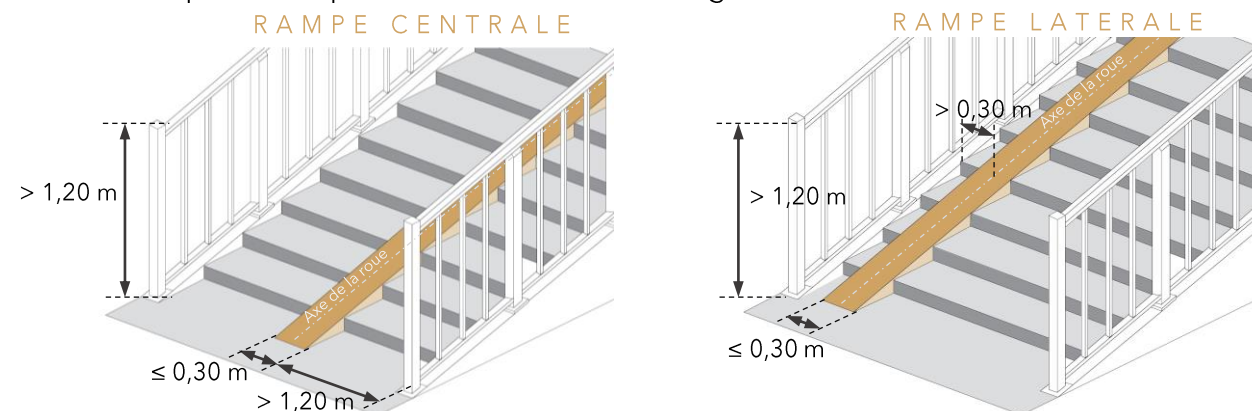 RAMPE CENTRALE
> 1,20 m
Axe de la roue
≤ 0,30 m
> 1,20 m
RAMPE LATERALE
> 0,30 m
Axe de la roue
> 1,20 m
≤ 0,30 m